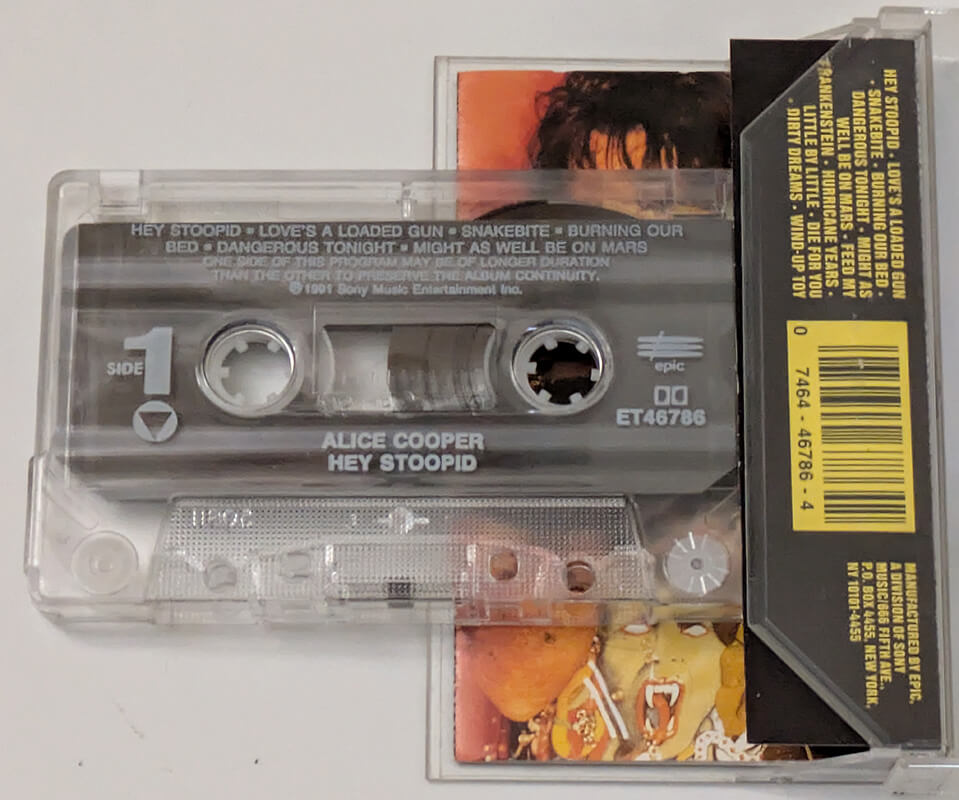 HEY STOOPID ▪ LOVE'S A LOADED GUN ▪ SNAKEBITE ▪ BURNING OUR
BED ▪ DANGEROUS TONIGHT ▪ MIGHT AS WELL BE ON MARS
ONE SIDE OF THIS PROGRAM MAY BE OF LONGER DURATION
THAN THE OTHER TO PRESERVE THE ALBUM CONTINUITY.
℗1991 Sony Music Entertainment Inc.
SIDE 1
epic
ET46786
ALICE COOPER
HEY STOOPID
HEY STOOPID • LOVE'S A LOADED GUN
• SNAKEBITE • BURNING OUR BED •
DANGEROUS TONIGHT • MIGHT AS
WELL BE ON MARS • FEED MY
FRANKENSTEIN • HURRICANE YEARS •
LITTLE BY LITTLE • DIE FOR YOU
• DIRTY DREAMS • WIND-UP TOY
0 7464-46786-4
MANUFACTURED BY EPIC,
A DIVISION OF SONY
MUSIC/666 FIFTH AVE.,
P.O. BOX 4455, NEW YORK,
NY 10101-4455